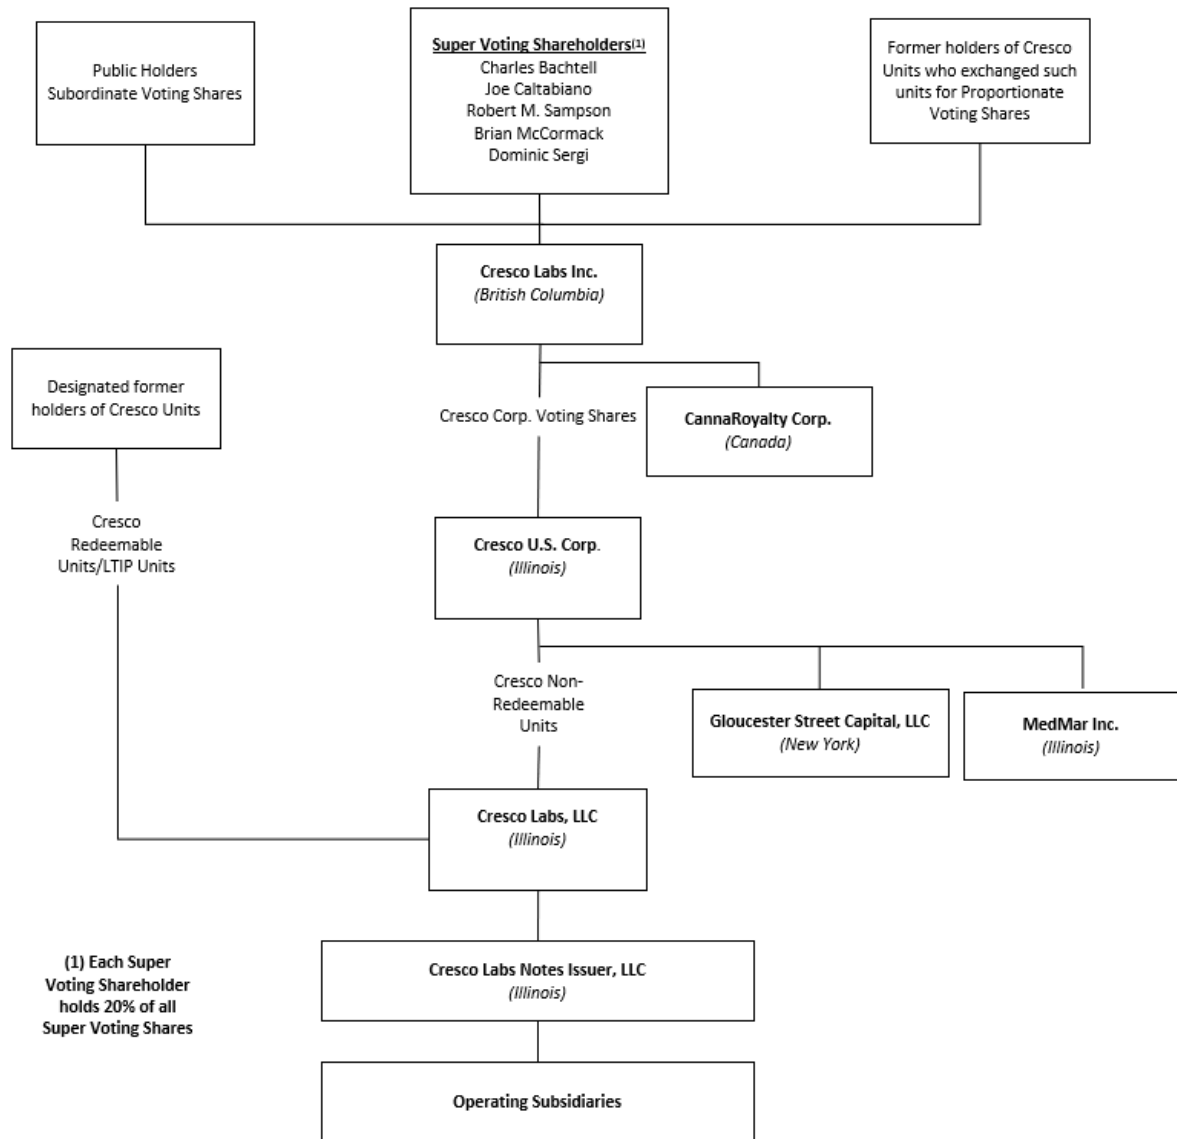 Public Holders
Subordinate Voting Shares
Super Voting Shareholders(1)
Charles Bachtell
Joe Caltabiano
Robert M. Sampson
Brian McCormack
Dominic Sergi
Former holders of Cresco
Units who exchanged such
units for Proportionate
Voting Shares
Cresco Labs Inc.
(British Columbia)
Designated former
holders of Cresco Units
Cresco Corp. Voting Shares
CannaRoyalty Corp.
(Canada)
Cresco
Redeemable
Units/LTIP Units
Cresco U.S. Corp.
(Illinois)
Cresco Non-
Redeemable
Units
Gloucester Street Capital, LLC
(New York)
MedMar Inc.
(Illinois)
Cresco Labs, LLC
(Illinois)
(1) Each Super
Voting Shareholder
holds 20% of all
Super Voting Shares
Cresco Labs Notes Issuer, LLC
(Illinois)
Operating Subsidiaries